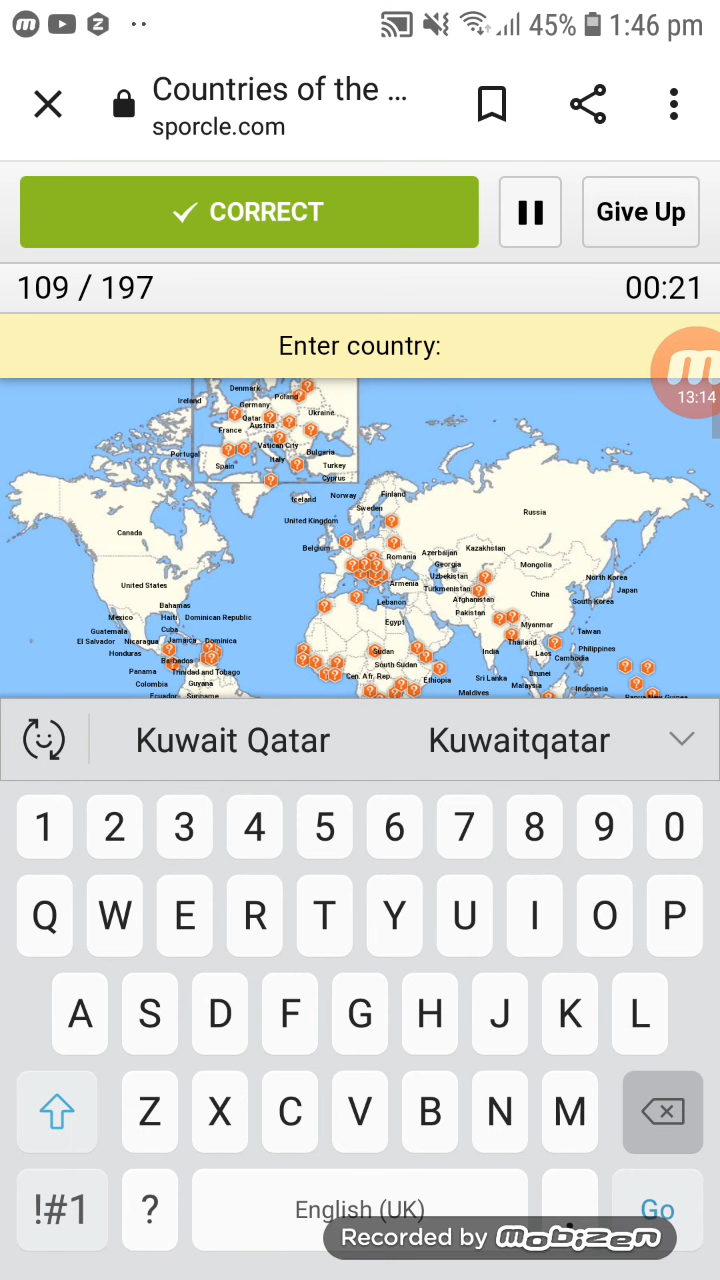 45% 1:46 pm
Countries of the ...
sporcle.com
CORRECT
Give Up
109 / 197
00:21
Enter country:
13:14
Denmark
Ireland
Poland
Germany
Qatar
Ukraine
France
Austria
Vatican City
Bulgaria
Portugal
Italy
Spain
Turkey
Cyprus
Iceland
Norway
Finland
Sweden
Russia
United Kingdom
Canada
Belgium
Romania
Azerbaijan
Kazakhstan
Georgia
Mongolia
Uzbekistan
North Korea
United States
Armenia
Turkmenistan
China
Japan
Afghanistan
South Korea
Bahamas
Lebanon
Pakistan
Mexico
Haiti
Dominican Republic
Egypt
Myanmar
Guatemala
Cuba
Taiwan
El Salvador
Nicaragua
Jamaica
Dominica
Thailand
Honduras
Sudan
India
Laos
Philippines
Barbados
South Sudan
Cambodia
Panama
Trinidad and Tobago
Cen. Afr. Rep.
Ethiopia
Sri Lanka
Brunei
Colombia
Guyana
Maldives
Malaysia
Indonesia
Ecuador
Suriname
Papua New Guinea
Kuwait Qatar
Kuwaitqatar
1 2 3 4 5 6 7 8 9 0
Q W E R T Y U I O P
A S D F G H J K L
Z X C V B N M
!#1 ? English (UK) . Go
Recorded by mobizen